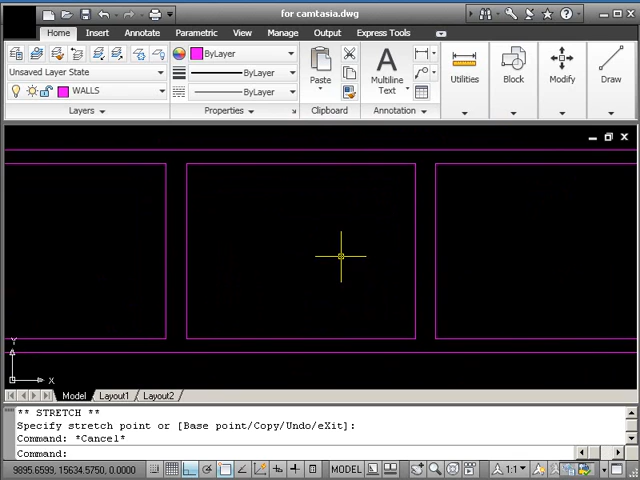 for camtasia.dwg
Home Insert Annotate Parametric View Manage Output Express Tools
ByLayer
Unsaved Layer State
ByLayer
WALLS
ByLayer
Paste
A
Multiline
Text
Utilities
Block
Modify
Draw
Layers
Properties
Clipboard
Annotation
Y
X
Model Layout1 Layout2
** STRETCH **
Specify stretch point or [Base point/Copy/Undo/eXit]:
Command: *Cancel*
Command:
9895.6599, 15634.5750, 0.0000
MODEL
1:1